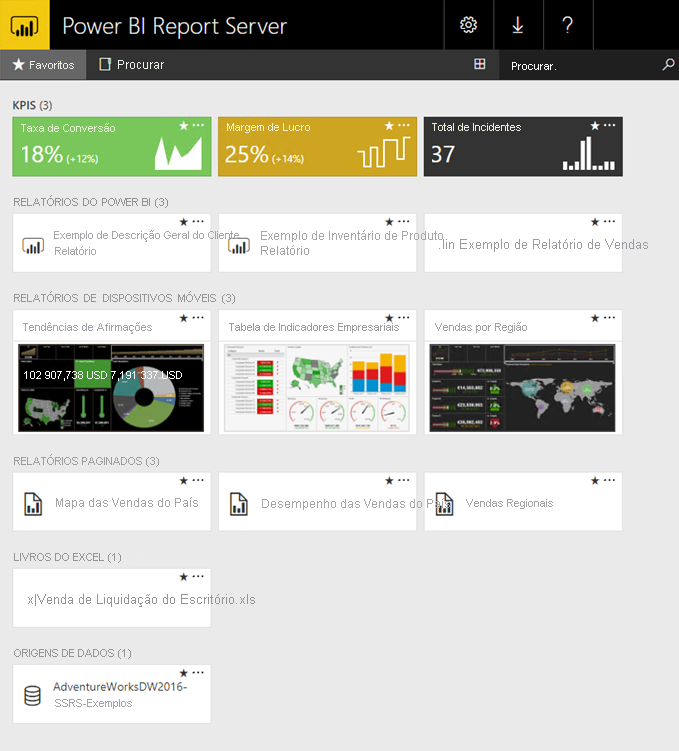 Power BI Report Server
?
Favoritos
Procurar
Procurar.
KPIS (3)
Taxa de Conversão
18% (+12%)
Margem de Lucro
25% (+14%)
Total de Incidentes
37
RELATÓRIOS DO POWER BI (3)
Exemplo de Descrição Geral do Cliente
Relatório
Exemplo de Inventário de Produto
Relatório
.lin Exemplo de Relatório de Vendas
RELATÓRIOS DE DISPOSITIVOS MÓVEIS (3)
Tendências de Afirmações
Tabela de Indicadores Empresariais
Vendas por Região
102 907,738 USD 7,191 337 USD
RELATÓRIOS PAGINADOS (3)
Mapa das Vendas do País
Desempenho das Vendas do País
Vendas Regionais
LIVROS DO EXCEL (1)
x|Venda de Liquidação do Escritório.xls
ORIGENS DE DADOS (1)
AdventureWorksDW2016-
SSRS-Exemplos